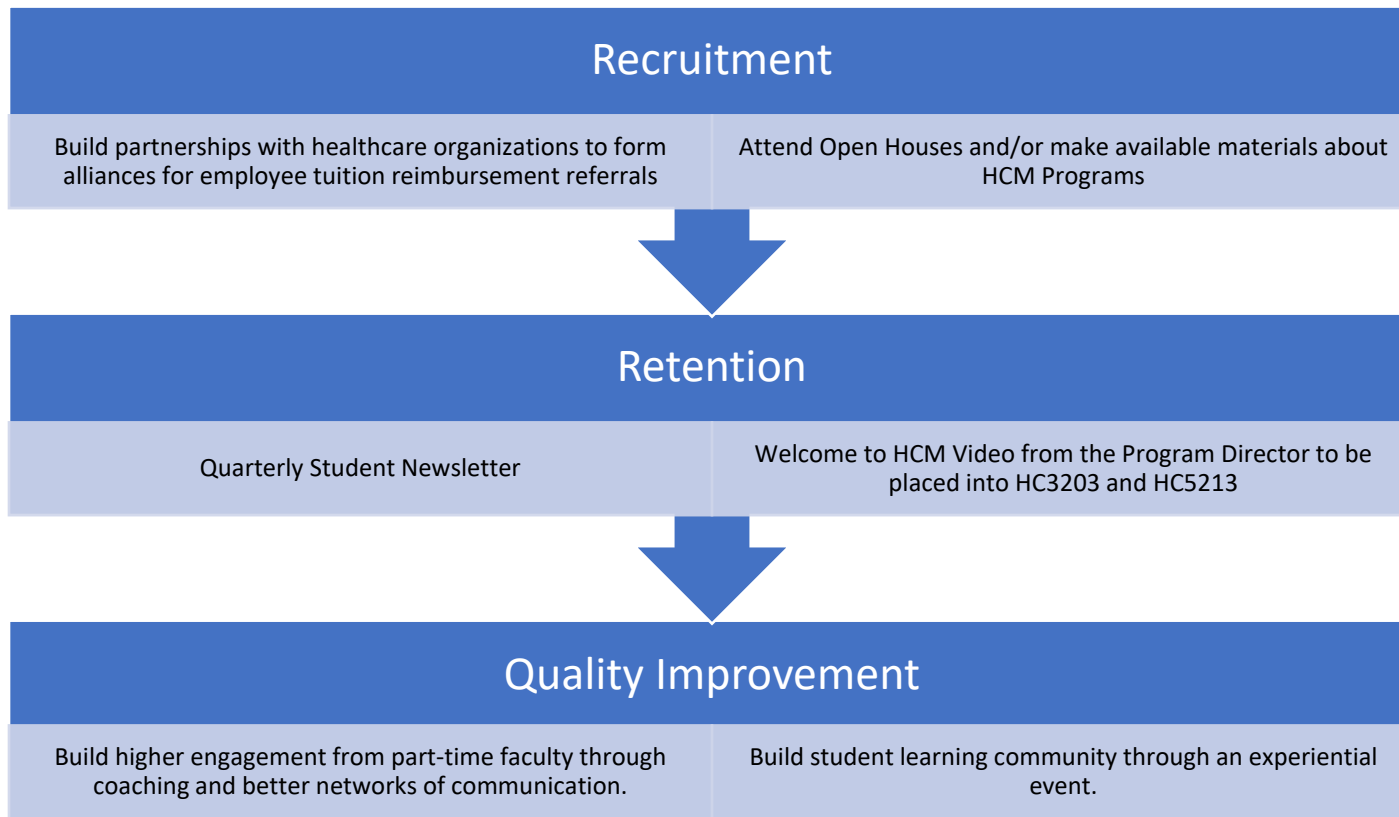 Recruitment
Build partnerships with healthcare organizations to form
alliances for employee tuition reimbursement referrals
Attend Open Houses and/or make available materials about
HCM Programs
Retention
Quarterly Student Newsletter
Welcome to HCM Video from the Program Director to be
placed into HC3203 and HC5213
Quality Improvement
Build higher engagement from part-time faculty through
coaching and better networks of communication.
Build student learning community through an experiential
event.